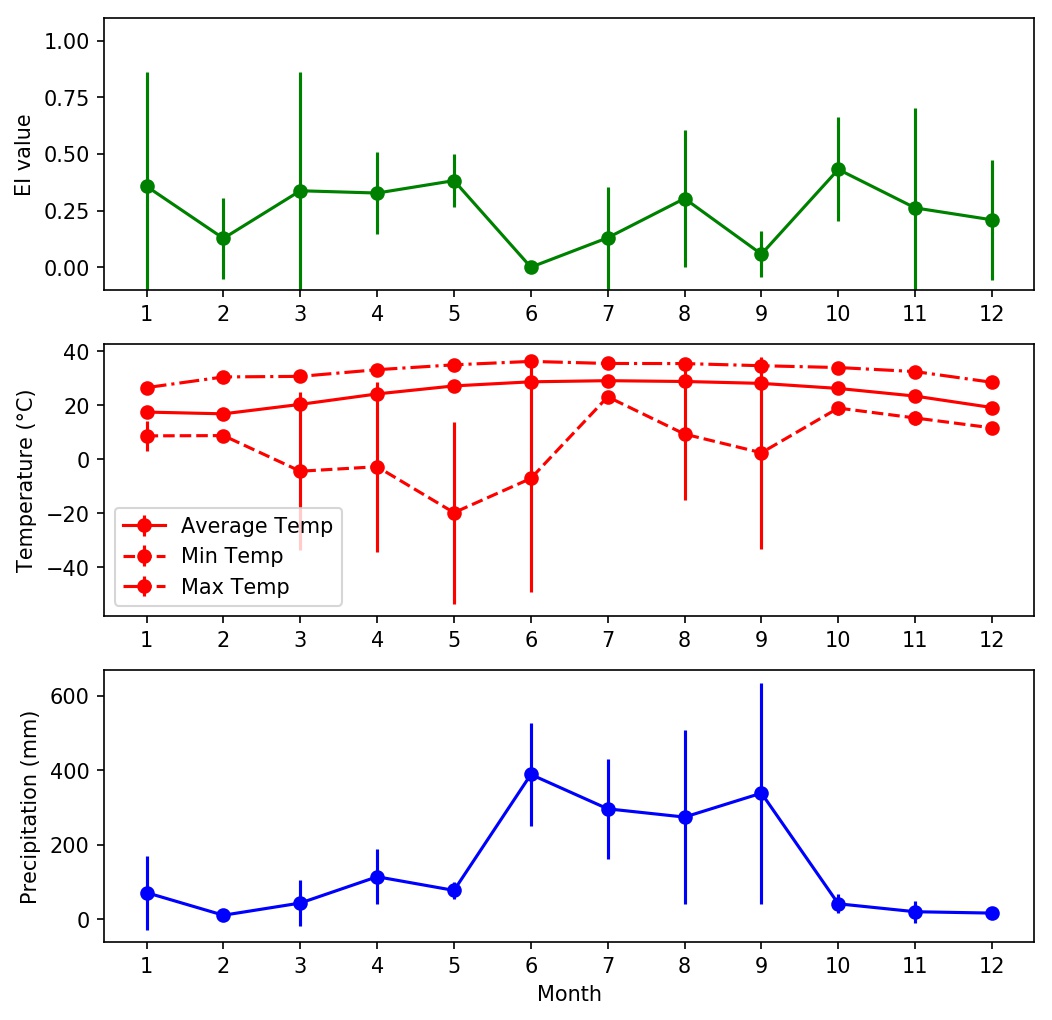 1.00
0.75
0.50
0.25
0.00
EI value
1 2 3 4 5 6 7 8 9 10 11 12
40
20
0
−20
−40
Temperature (°C)
Average Temp
Min Temp
Max Temp
1 2 3 4 5 6 7 8 9 10 11 12
600
400
200
0
Precipitation (mm)
1 2 3 4 5 6 7 8 9 10 11 12
Month